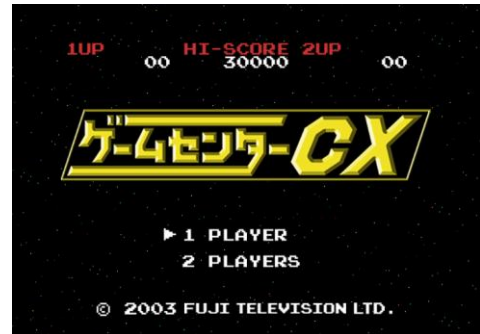 1UP HI-SCORE 2UP
00 30000 00
ゲームセンターCX
▶ 1 PLAYER
2 PLAYERS
© 2003 FUJI TELEVISION LTD.